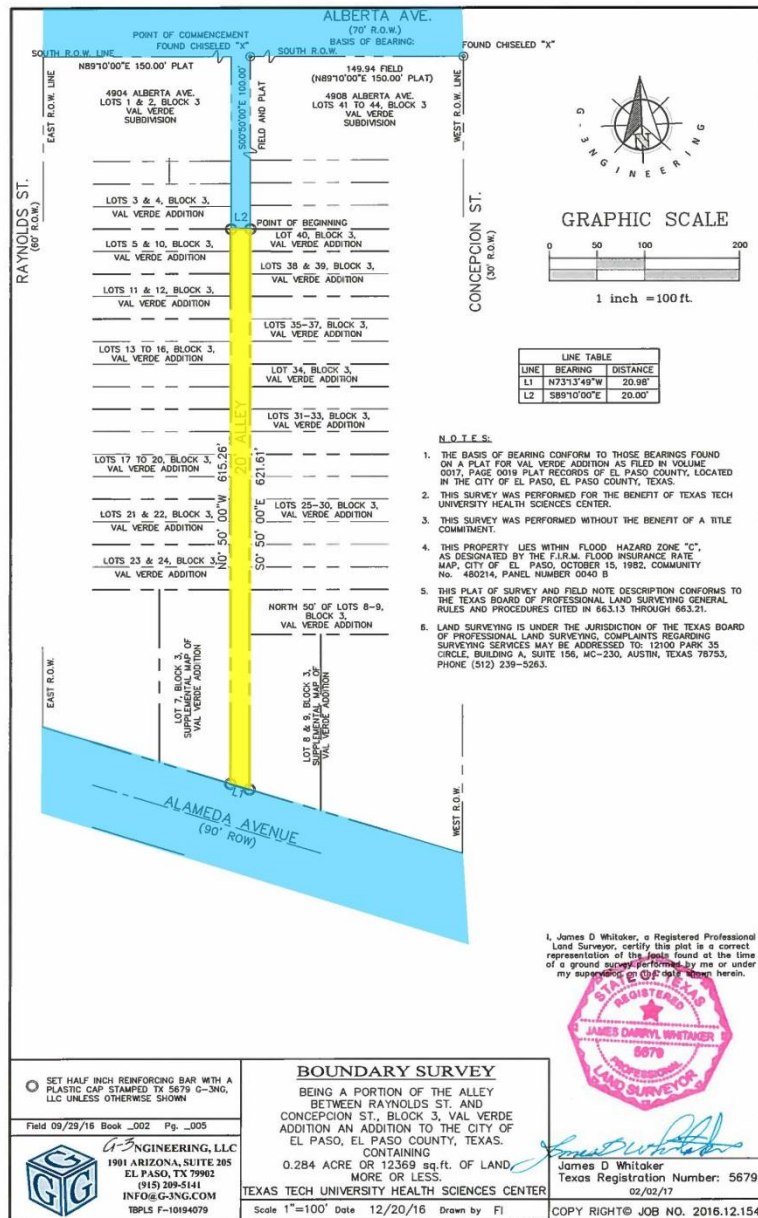 ALBERTA AVE.
(70' R.O.W.)
BASIS OF BEARING:
POINT OF COMMENCEMENT
FOUND CHISELED "X"
SOUTH R.O.W. LINE
SOUTH R.O.W.
FOUND CHISELED "X"
N89°10'00"E 150.00' PLAT
149.94 FIELD
(N89°10'00"E 150.00' PLAT)
4904 ALBERTA AVE.
LOTS 1 & 2, BLOCK 3
VAL VERDE
SUBDIVISION
4908 ALBERTA AVE.
LOTS 41 TO 44, BLOCK 3
VAL VERDE
SUBDIVISION
EAST R.O.W. LINE
S00°50'00"E 100.00'
FIELD AND PLAT
WEST R.O.W. LINE
RAYNOLDS ST.
(60' R.O.W.)
CONCEPCION ST.
(30' R.O.W.)
LOTS 3 & 4, BLOCK 3,
VAL VERDE ADDITION
L2
POINT OF BEGINNING
LOT 40, BLOCK 3,
VAL VERDE ADDITION
LOTS 5 & 10, BLOCK 3,
VAL VERDE ADDITION
LOTS 38 & 39, BLOCK 3,
VAL VERDE ADDITION
LOTS 11 & 12, BLOCK 3,
VAL VERDE ADDITION
LOTS 35-37, BLOCK 3,
VAL VERDE ADDITION
LOTS 13 TO 16, BLOCK 3,
VAL VERDE ADDITION
LOT 34, BLOCK 3,
VAL VERDE ADDITION
20' ALLEY
LOTS 31-33, BLOCK 3,
VAL VERDE ADDITION
LOTS 17 TO 20, BLOCK 3,
VAL VERDE ADDITION
N0° 50' 00"W 615.26'
S0° 50' 00"E 621.61'
LOTS 21 & 22, BLOCK 3,
VAL VERDE ADDITION
LOTS 25-30, BLOCK 3,
VAL VERDE ADDITION
LOTS 23 & 24, BLOCK 3,
VAL VERDE ADDITION
NORTH 50' OF LOTS 8-9,
BLOCK 3,
VAL VERDE ADDITION
EAST R.O.W.
LOT 7, BLOCK 3,
SUPPLEMENTAL MAP OF
VAL VERDE ADDITION
LOT 8 & 9, BLOCK 3,
SUPPLEMENTAL MAP OF
VAL VERDE ADDITION
WEST R.O.W.
L1
ALAMEDA AVENUE
(90' ROW)
G-3NGINEERING
N
GRAPHIC SCALE
0 50 100 200
1 inch =100 ft.
LINE TABLE
LINE BEARING DISTANCE
L1 N73°13'49"W 20.98'
L2 S89°10'00"E 20.00'
NOTES:
1. THE BASIS OF BEARING CONFORM TO THOSE BEARINGS FOUND
ON A PLAT FOR VAL VERDE ADDITION AS FILED IN VOLUME
0017, PAGE 0019 PLAT RECORDS OF EL PASO COUNTY, LOCATED
IN THE CITY OF EL PASO, EL PASO COUNTY, TEXAS.
2. THIS SURVEY WAS PERFORMED FOR THE BENEFIT OF TEXAS TECH
UNIVERSITY HEALTH SCIENCES CENTER.
3. THIS SURVEY WAS PERFORMED WITHOUT THE BENEFIT OF A TITLE
COMMITMENT.
4. THIS PROPERTY LIES WITHIN FLOOD HAZARD ZONE "C",
AS DESIGNATED BY THE F.I.R.M. FLOOD INSURANCE RATE
MAP, CITY OF EL PASO, OCTOBER 15, 1982, COMMUNITY
No. 480214, PANEL NUMBER 0040 B
5. THIS PLAT OF SURVEY AND FIELD NOTE DESCRIPTION CONFORMS TO
THE TEXAS BOARD OF PROFESSIONAL LAND SURVEYING GENERAL
RULES AND PROCEDURES CITED IN 663.13 THROUGH 663.21.
6. LAND SURVEYING IS UNDER THE JURISDICTION OF THE TEXAS BOARD
OF PROFESSIONAL LAND SURVEYING, COMPLAINTS REGARDING
SURVEYING SERVICES MAY BE ADDRESSED TO: 12100 PARK 35
CIRCLE, BUILDING A, SUITE 156, MC-230, AUSTIN, TEXAS 78753,
PHONE (512) 239-5263.
I, James D Whitaker, a Registered Professional
Land Surveyor, certify this plat is a correct
representation of the facts found at the time
of a ground survey performed by me or under
my supervision on the date shown herein.
STATE OF TEXAS
REGISTERED
JAMES DARRYL WHITAKER
5679
PROFESSIONAL
LAND SURVEYOR
James D Whitaker
James D Whitaker
Texas Registration Number: 5679
02/02/17
SET HALF INCH REINFORCING BAR WITH A
PLASTIC CAP STAMPED TX 5679 G-3NG,
LLC UNLESS OTHERWISE SHOWN
Field 09/29/16 Book _002 Pg. _005
G G G
G-3NGINEERING, LLC
1901 ARIZONA, SUITE 205
EL PASO, TX 79902
(915) 209-5141
INFO@G-3NG.COM
TBPLS F-10194079
BOUNDARY SURVEY
BEING A PORTION OF THE ALLEY
BETWEEN RAYNOLDS ST. AND
CONCEPCION ST., BLOCK 3, VAL VERDE
ADDITION AN ADDITION TO THE CITY OF
EL PASO, EL PASO COUNTY, TEXAS.
CONTAINING
0.284 ACRE OR 12369 sq.ft. OF LAND
MORE OR LESS.
TEXAS TECH UNIVERSITY HEALTH SCIENCES CENTER
Scale 1"=100' Date 12/20/16 Drawn by FI
COPY RIGHT© JOB NO. 2016.12.154